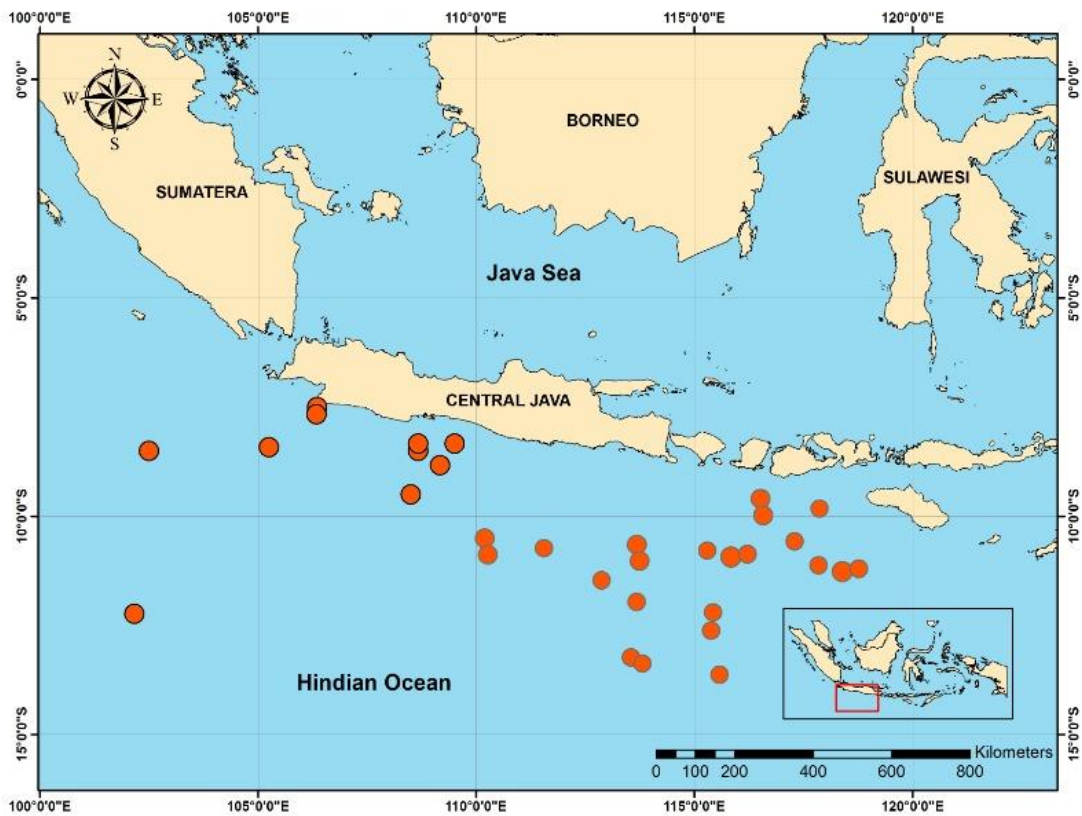 100°0'0"E 105°0'0"E 110°0'0"E 115°0'0"E 120°0'0"E
N
W E
S
0°0'0" 0°0'0"
BORNEO
SUMATERA
SULAWESI
Java Sea
5°0'0"S 5°0'0"S
CENTRAL JAVA
10°0'0"S 10°0'0"S
Hindian Ocean
15°0'0"S 15°0'0"S
Kilometers
0 100 200 400 600 800
100°0'0"E 105°0'0"E 110°0'0"E 115°0'0"E 120°0'0"E